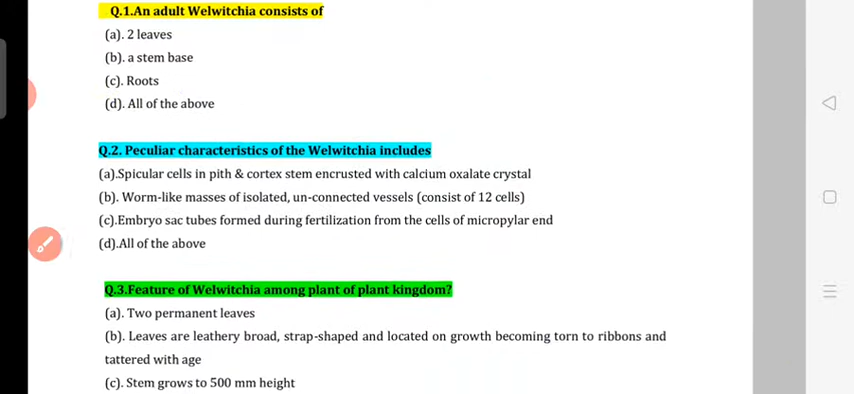 Q.1.An adult Welwitchia consists of
(a). 2 leaves
(b). a stem base
(c). Roots
(d). All of the above
Q.2. Peculiar characteristics of the Welwitchia includes
(a).Spicular cells in pith & cortex stem encrusted with calcium oxalate crystal
(b). Worm-like masses of isolated, un-connected vessels (consist of 12 cells)
(c).Embryo sac tubes formed during fertilization from the cells of micropylar end
(d).All of the above
Q.3.Feature of Welwitchia among plant of plant kingdom?
(a). Two permanent leaves
(b). Leaves are leathery broad, strap-shaped and located on growth becoming torn to ribbons and
tattered with age
(c). Stem grows to 500 mm height